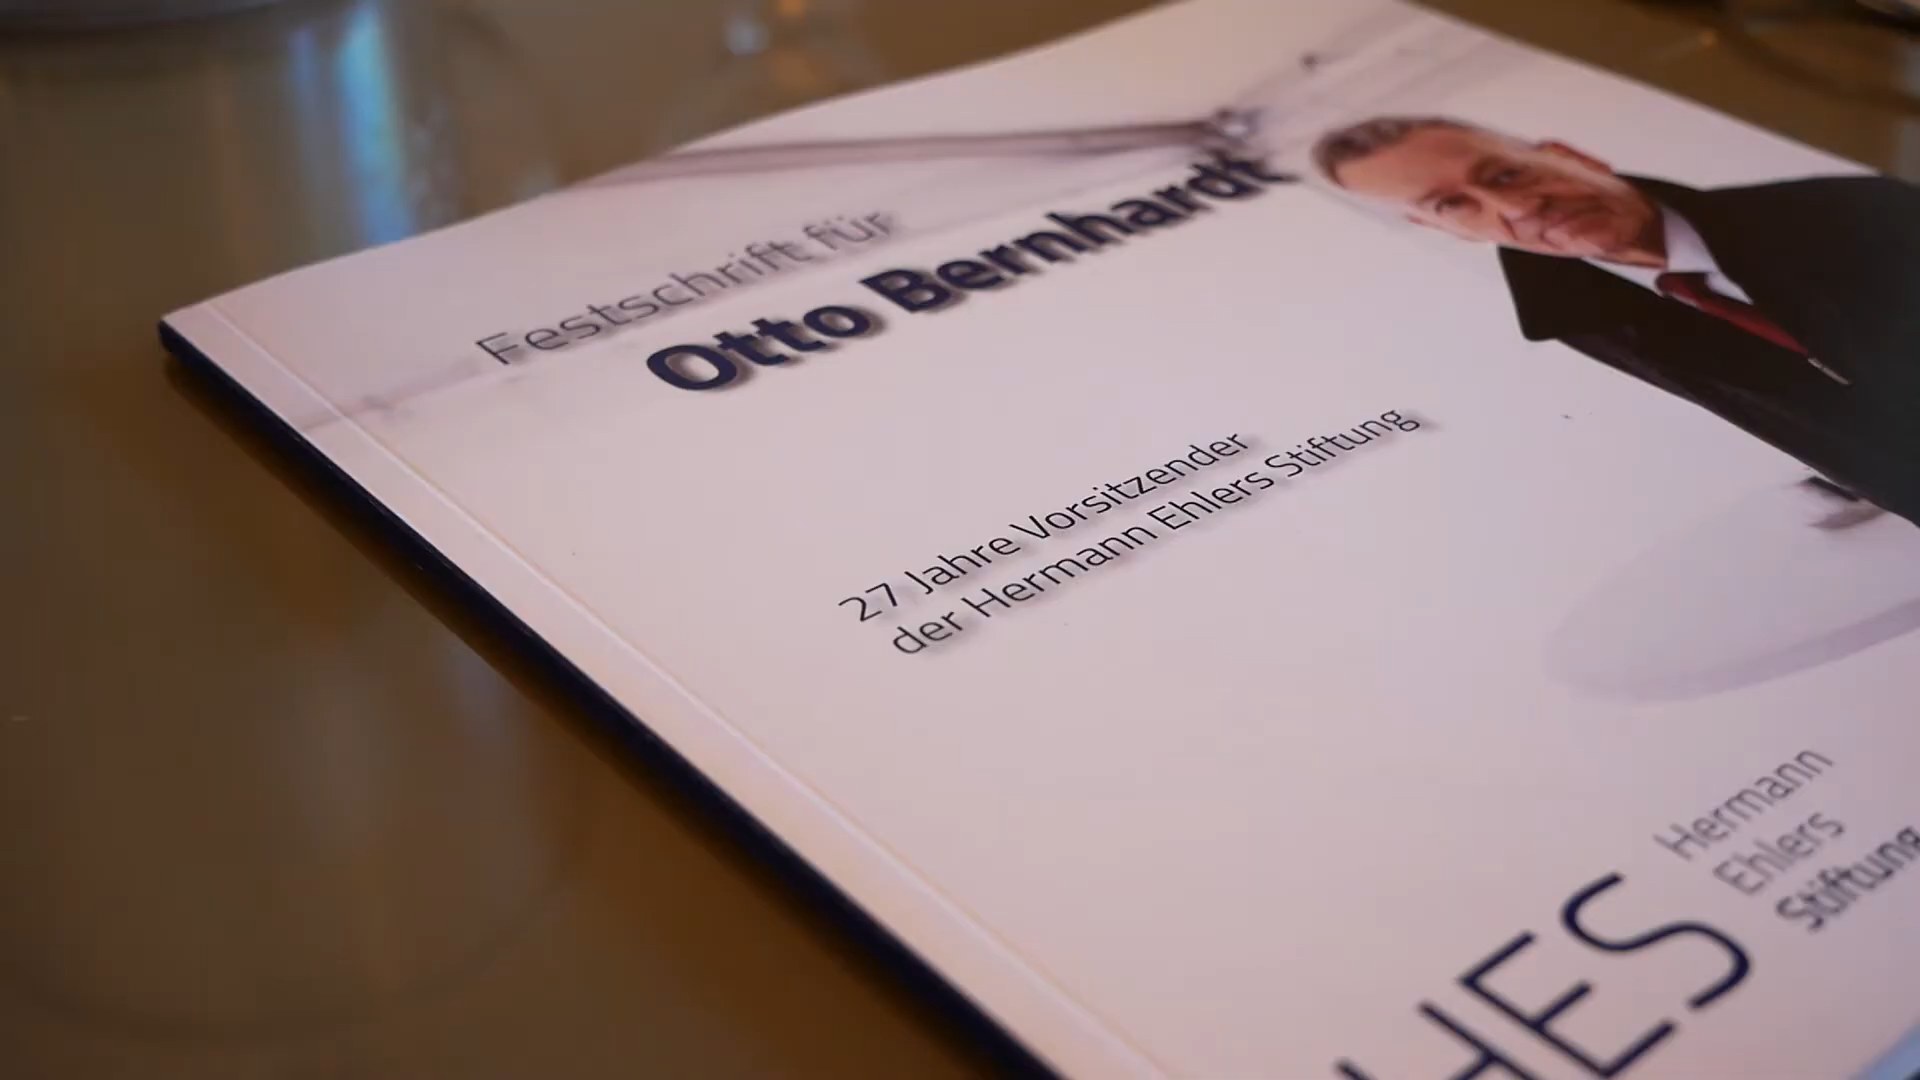 Festschrift für
Otto Bernhardt
27 Jahre Vorsitzender
der Hermann Ehlers Stiftung
HES
Hermann
Ehlers
Stiftung